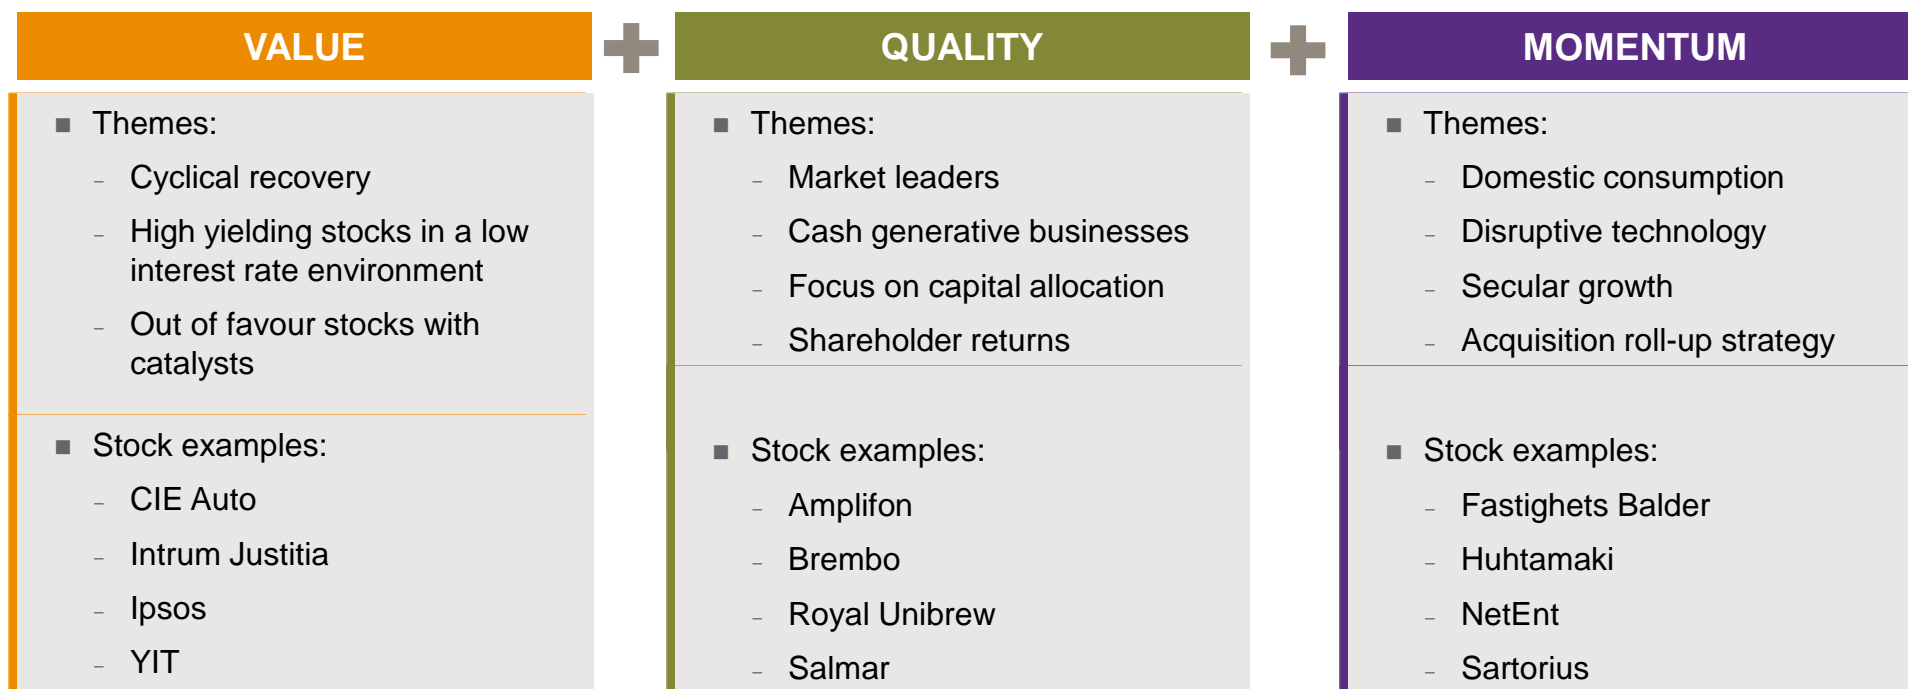 VALUE
Themes:
Cyclical recovery
High yielding stocks in a low
interest rate environment
Out of favour stocks with
catalysts
Stock examples:
CIE Auto
Intrum Justitia
Ipsos
YIT
QUALITY
Themes:
Market leaders
Cash generative businesses
Focus on capital allocation
Shareholder returns
Stock examples:
Amplifon
Brembo
Royal Unibrew
Salmar
MOMENTUM
Themes:
Domestic consumption
Disruptive technology
Secular growth
Acquisition roll-up strategy
Stock examples:
Fastighets Balder
Huhtamaki
NetEnt
Sartorius